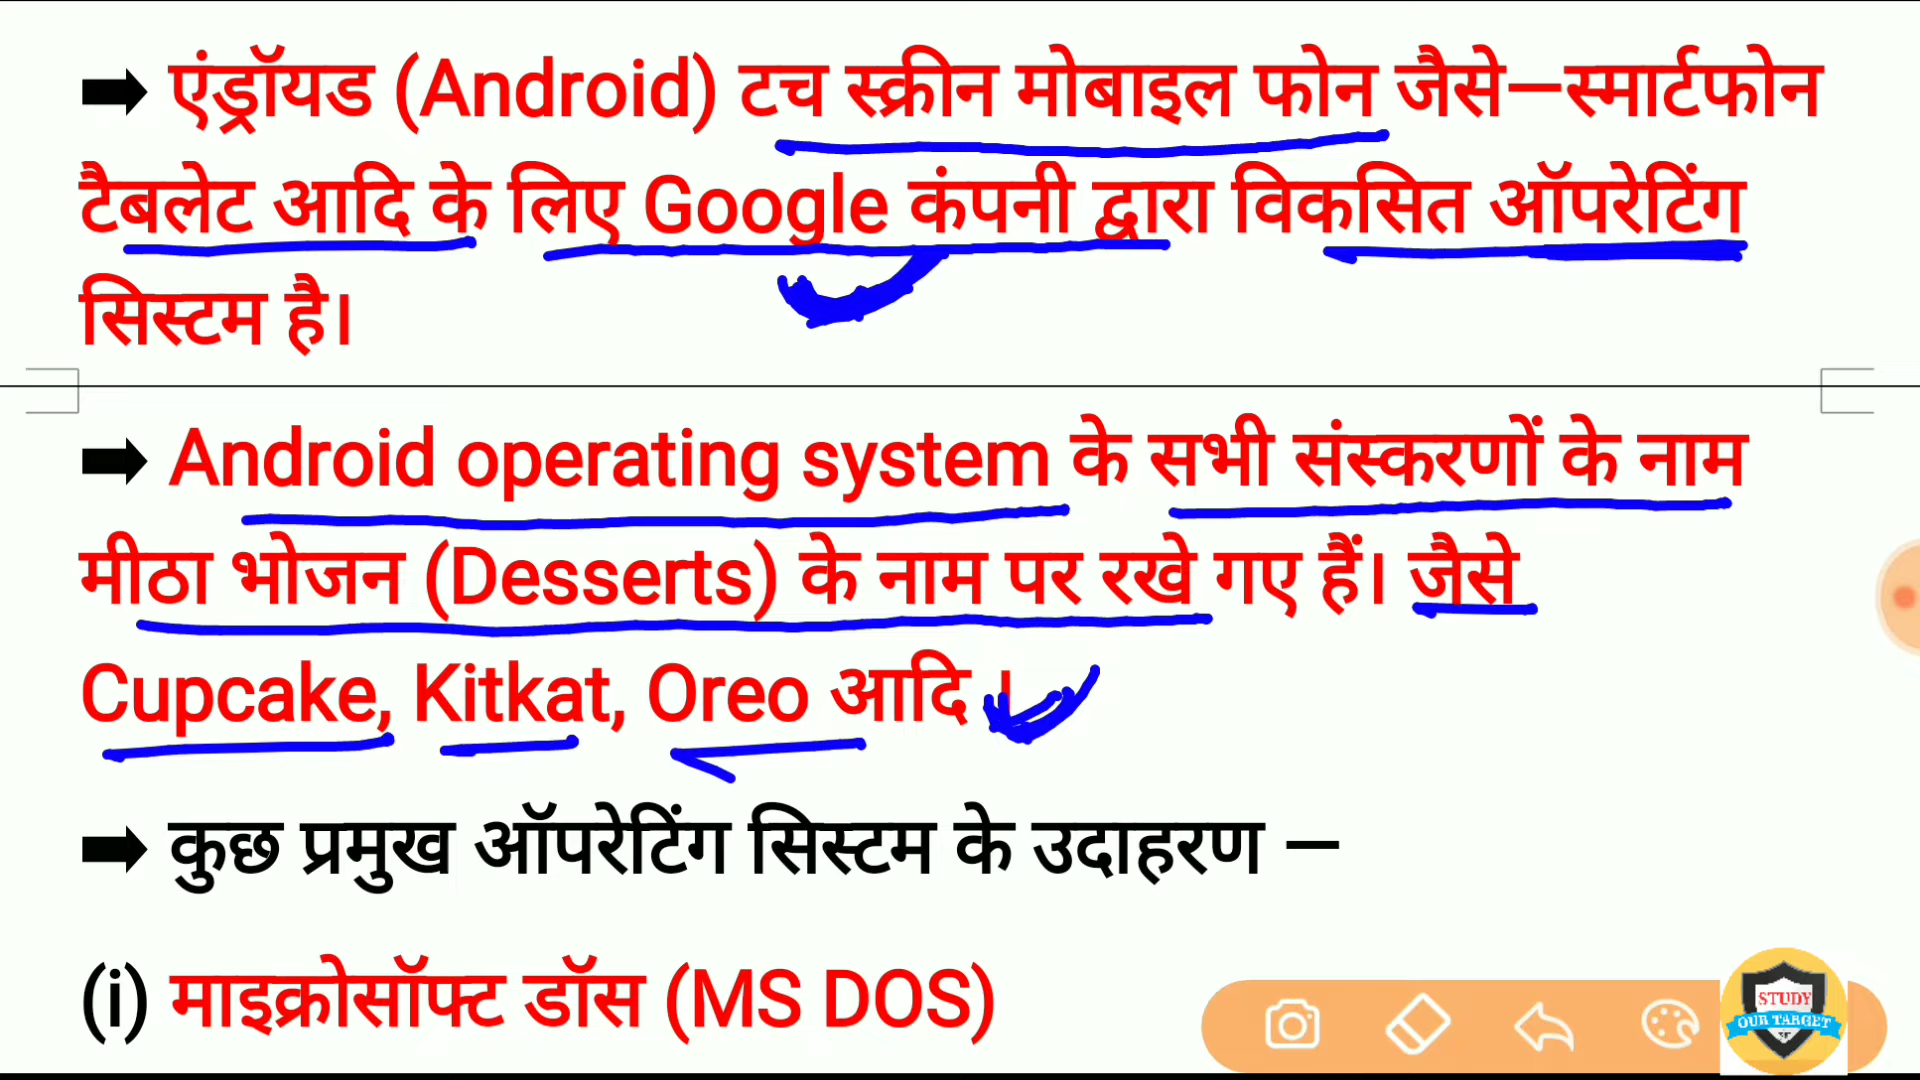 ➡ एंड्रॉयड (Android) टच स्क्रीन मोबाइल फोन जैसे—स्मार्टफोन
टैबलेट आदि के लिए Google कंपनी द्वारा विकसित ऑपरेटिंग
सिस्टम है।
➡ Android operating system के सभी संस्करणों के नाम
मीठा भोजन (Desserts) के नाम पर रखे गए हैं। जैसे
Cupcake, Kitkat, Oreo आदि ।
➡ कुछ प्रमुख ऑपरेटिंग सिस्टम के उदाहरण —
(i) माइक्रोसॉफ्ट डॉस (MS DOS)
STUDY
OUR TARGET